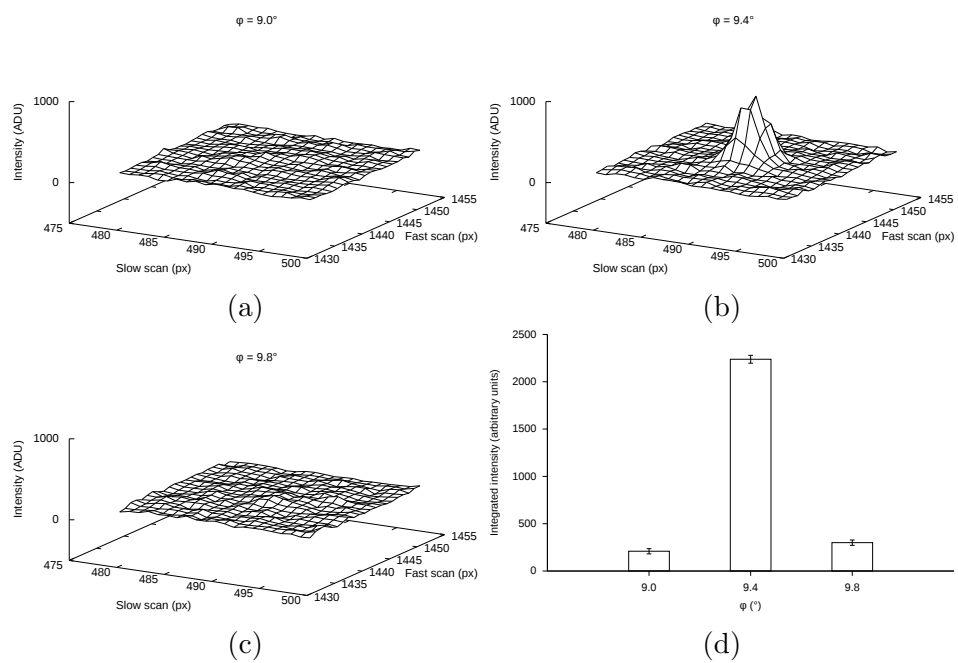 φ = 9.0°
1000
0
Intensity (ADU)
475
480
485
490
495
500
Slow scan (px)
1430
1435
1440
1445
1450
1455
Fast scan (px)
(a)
φ = 9.4°
1000
0
Intensity (ADU)
475
480
485
490
495
500
Slow scan (px)
1430
1435
1440
1445
1450
1455
Fast scan (px)
(b)
φ = 9.8°
1000
0
Intensity (ADU)
475
480
485
490
495
500
Slow scan (px)
1430
1435
1440
1445
1450
1455
Fast scan (px)
(c)
2500
2000
1500
1000
500
0
Integrated intensity (arbitrary units)
9.0 9.4 9.8
φ (°)
(d)